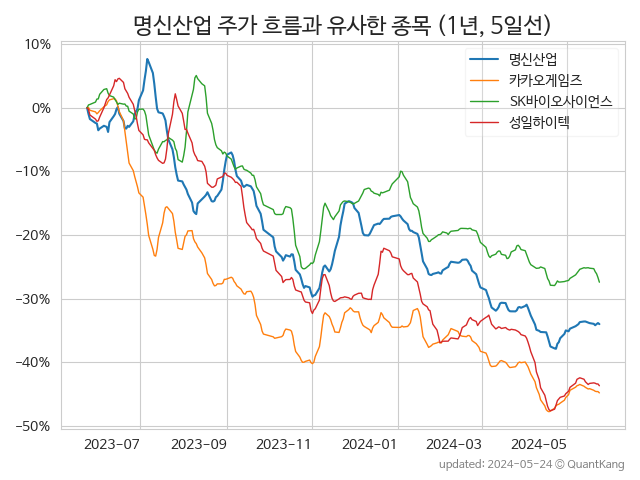 명신산업 주가 흐름과 유사한 종목 (1년, 5일선)
명신산업
카카오게임즈
SK바이오사이언스
성일하이텍
10%
0%
−10%
−20%
−30%
−40%
−50%
2023-07 2023-09 2023-11 2024-01 2024-03 2024-05
updated: 2024-05-24 © QuantKang